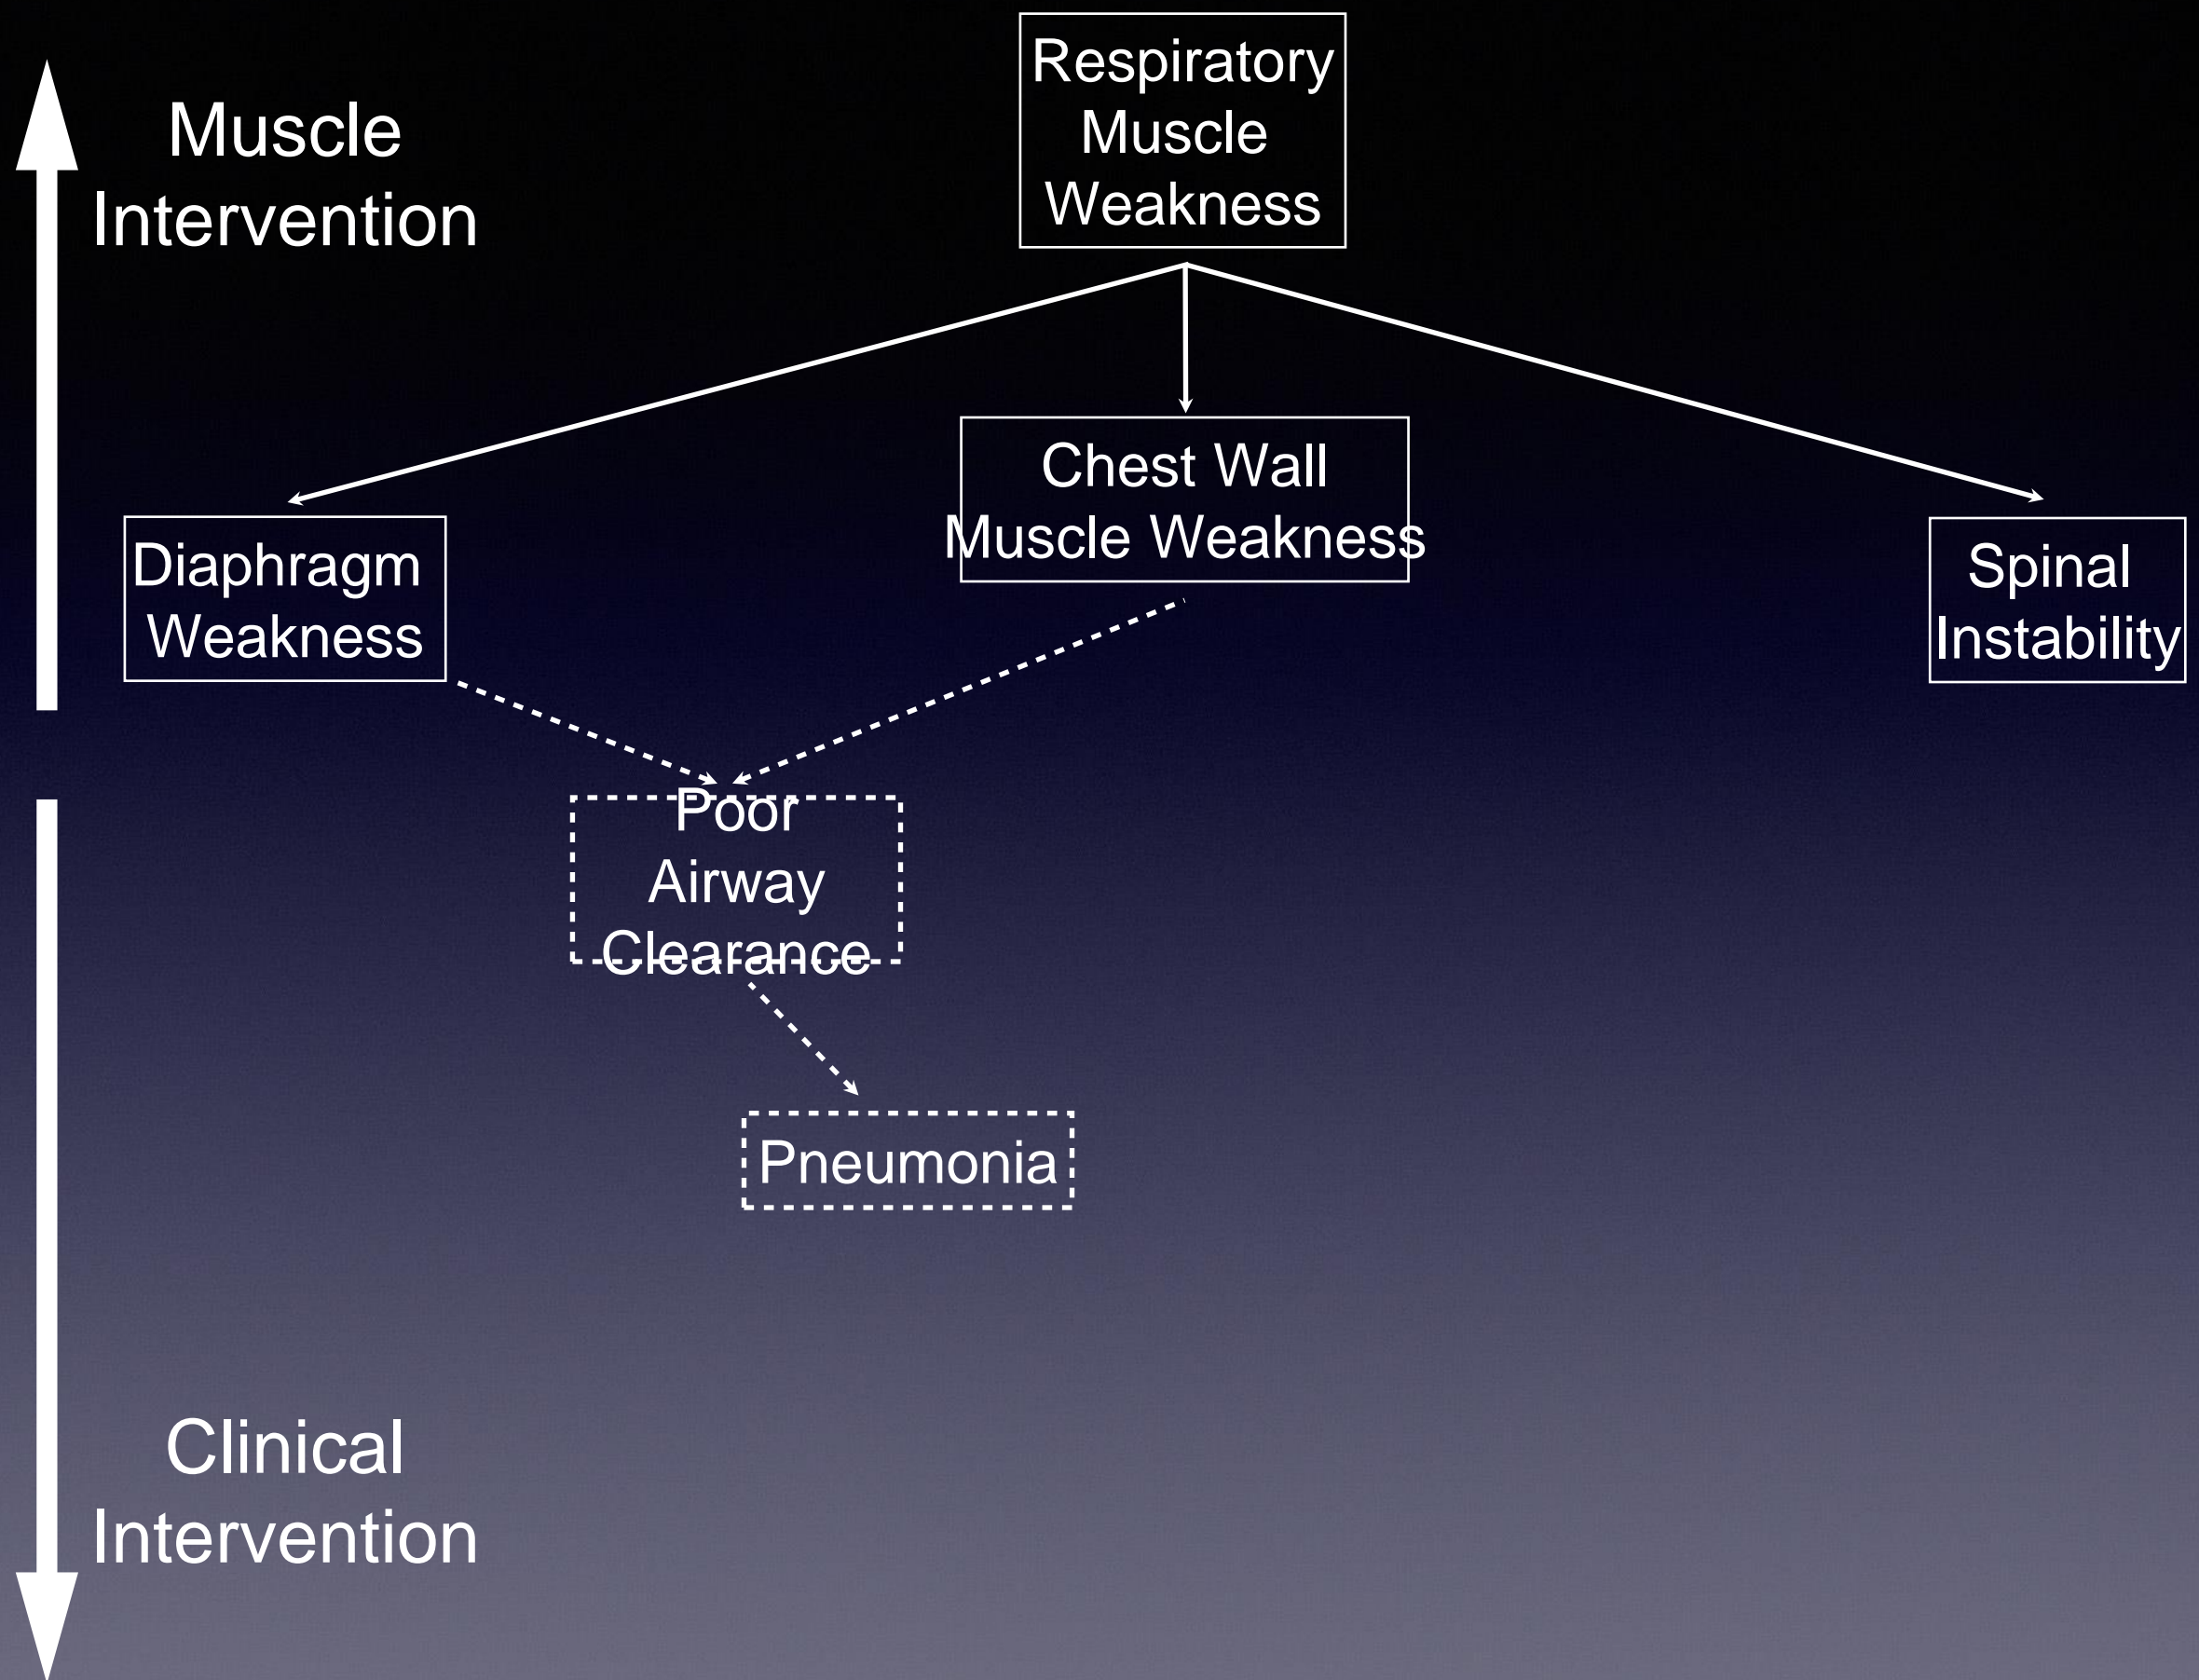 Respiratory
Muscle
Weakness
Muscle
Intervention
Chest Wall
Muscle Weakness
Diaphragm
Weakness
Spinal
Instability
Poor
Airway
Clearance
Pneumonia
Clinical
Intervention